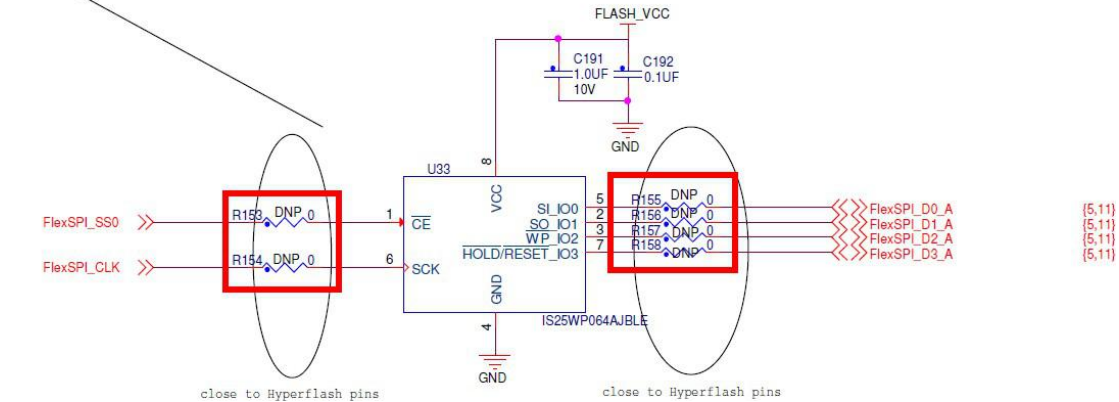 FLASH_VCC
C191
1.0UF
10V
C192
0.1UF
GND
U33
8
VCC
FlexSPI_SS0
R153 DNP 0
1
CE
FlexSPI_CLK
R154 DNP 0
6
SCK
GND
4
GND
SI_IO0
5
R155 DNP 0
FlexSPI_D0_A
{5,11}
SO_IO1
2
R156 DNP 0
FlexSPI_D1_A
{5,11}
WP_IO2
3
R157 DNP 0
FlexSPI_D2_A
{5,11}
HOLD/RESET_IO3
7
R158 DNP 0
FlexSPI_D3_A
{5,11}
IS25WP064AJBLE
close to Hyperflash pins
close to Hyperflash pins